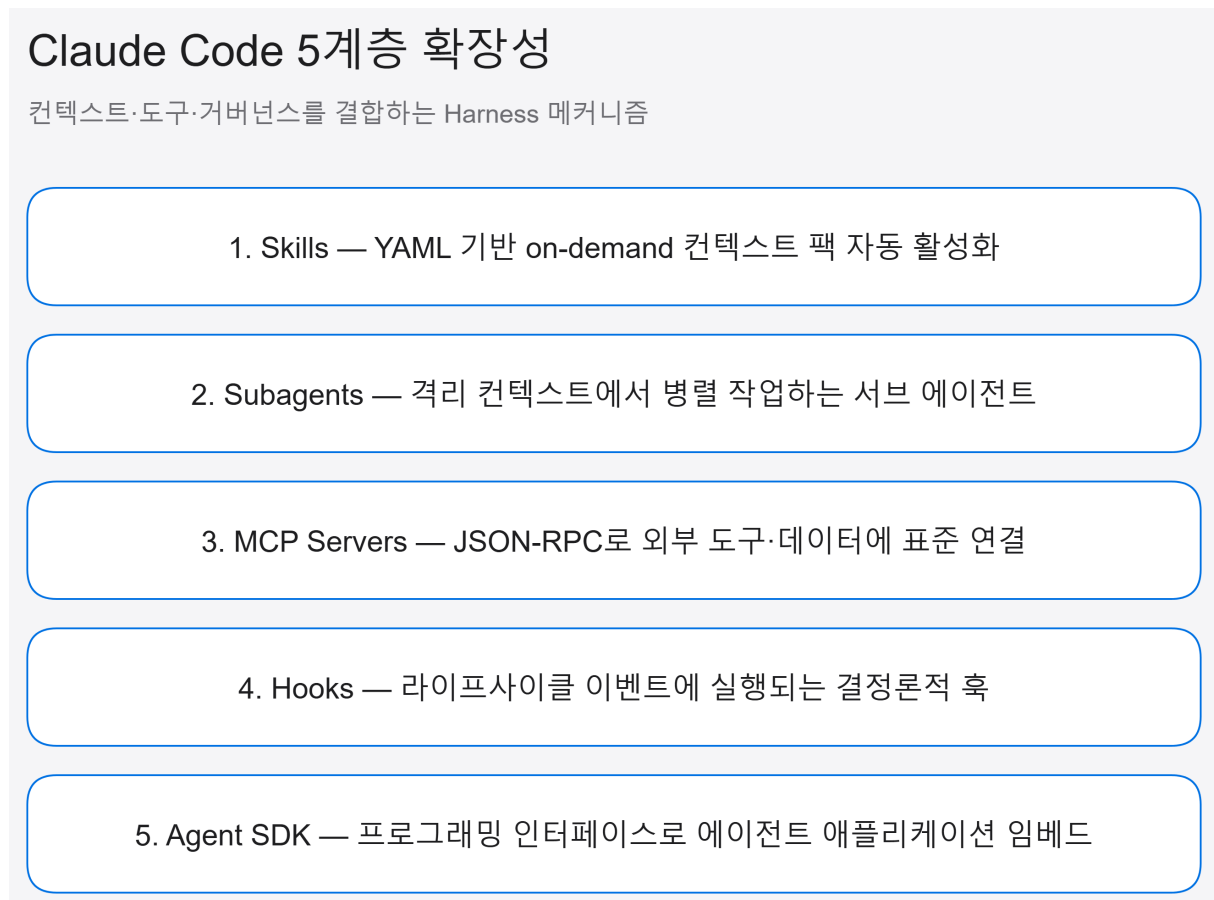 Claude Code 5계층 확장성
컨텍스트·도구·거버넌스를 결합하는 Harness 메커니즘
1. Skills — YAML 기반 on-demand 컨텍스트 팩 자동 활성화
2. Subagents — 격리 컨텍스트에서 병렬 작업하는 서브 에이전트
3. MCP Servers — JSON-RPC로 외부 도구·데이터에 표준 연결
4. Hooks — 라이프사이클 이벤트에 실행되는 결정론적 훅
5. Agent SDK — 프로그래밍 인터페이스로 에이전트 애플리케이션 임베드